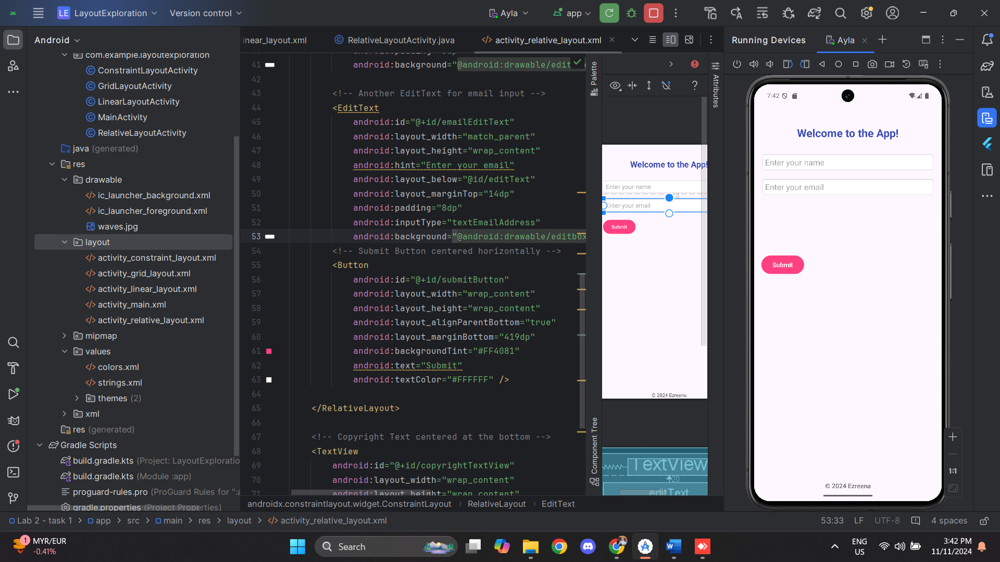 LE LayoutExploration Version control Ayla app
Android
com.example.layoutexploration
ConstraintLayoutActivity
GridLayoutActivity
LinearLayoutActivity
MainActivity
RelativeLayoutActivity
java (generated)
res
drawable
ic_launcher_background.xml
ic_launcher_foreground.xml
waves.jpg
layout
activity_constraint_layout.xml
activity_grid_layout.xml
activity_linear_layout.xml
activity_main.xml
activity_relative_layout.xml
mipmap
values
colors.xml
strings.xml
themes (2)
xml
res (generated)
Gradle Scripts
build.gradle.kts (Project: LayoutExploratio
build.gradle.kts (Module :app)
proguard-rules.pro (ProGuard Rules for ":a
gradle.properties (Project Properties)
inear_layout.xml RelativeLayoutActivity.java activity_relative_layout.xml
41 android:background="@android:drawable/edit
42
43 <!-- Another EditText for email input -->
44 <EditText
45 android:id="@+id/emailEditText"
46 android:layout_width="match_parent"
47 android:layout_height="wrap_content"
48 android:hint="Enter your email"
49 android:layout_below="@id/editText"
50 android:layout_marginTop="14dp"
51 android:padding="8dp"
52 android:inputType="textEmailAddress"
53 android:background="@android:drawable/editbox
54 <!-- Submit Button centered horizontally -->
55 <Button
56 android:id="@+id/submitButton"
57 android:layout_width="wrap_content"
58 android:layout_height="wrap_content"
59 android:layout_alignParentBottom="true"
60 android:layout_marginBottom="419dp"
61 android:backgroundTint="#FF4081"
62 android:text="Submit"
63 android:textColor="#FFFFFF" />
64
65 </RelativeLayout>
66
67 <!-- Copyright Text centered at the bottom -->
68 <TextView
69 android:id="@+id/copyrightTextView"
70 android:layout_width="wrap_content"
71 android:layout_height="wrap_content"
androidx.constraintlayout.widget.ConstraintLayout RelativeLayout EditText
Palette
Component Tree
Attributes
?
Welcome to the App!
Enter your name
Enter your email
Submit
© 2024 Ezreena
TextView
20
editText
Running Devices Ayla
7:42
Welcome to the App!
Enter your name
Enter your email
Submit
© 2024 Ezreena
1:1
Lab 2 - task 1 app src main res layout activity_relative_layout.xml 53:33 LF UTF-8 4 spaces
1 MYR/EUR
-0.41%
Search
ENG
US
3:42 PM
11/11/2024